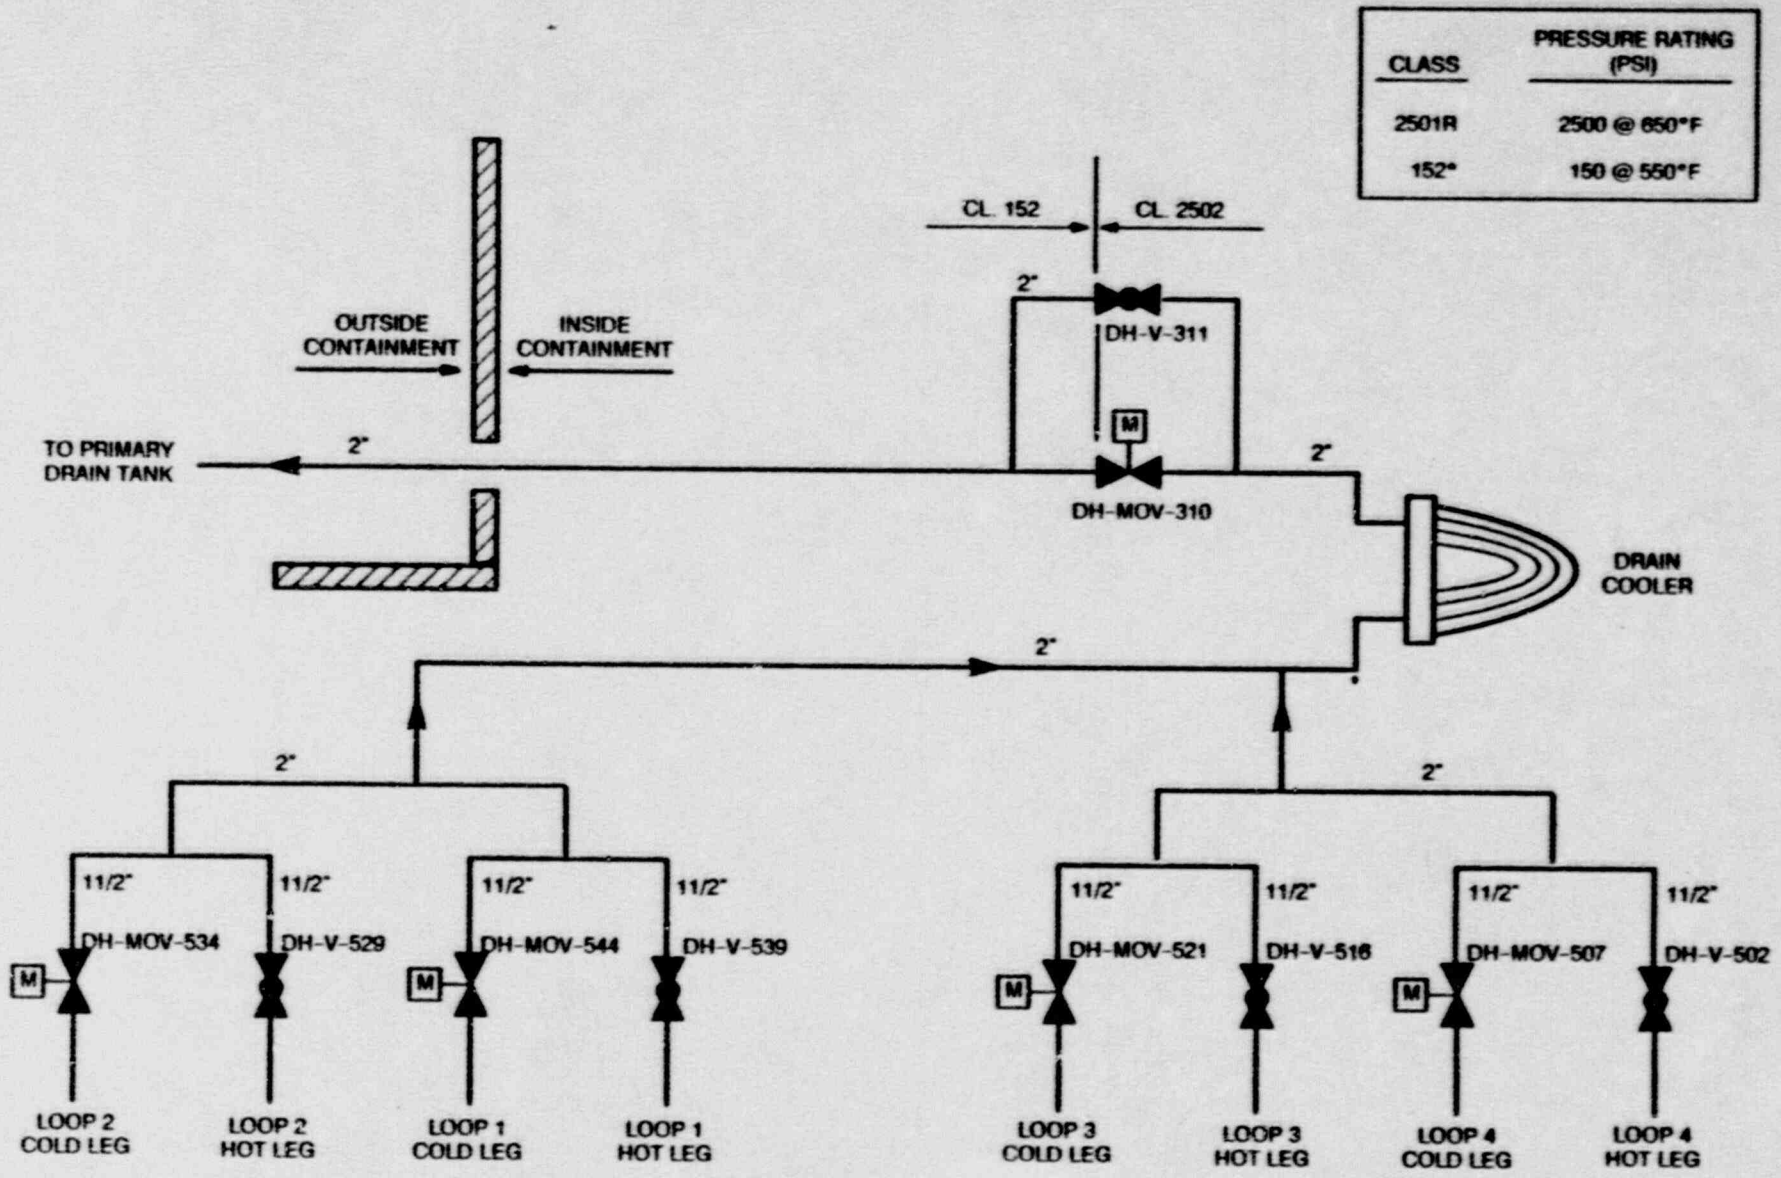 PRESSURE RATING
CLASS (PSI)
2501R 2500 @ 650°F
152* 150 @ 550°F
CL. 152 CL. 2502
2"
OUTSIDE
CONTAINMENT
INSIDE
CONTAINMENT
DH-V-311
M
TO PRIMARY
DRAIN TANK
2"
2"
DH-MOV-310
DRAIN
COOLER
2"
2"
2"
11/2" 11/2" 11/2" 11/2" 11/2" 11/2" 11/2" 11/2"
DH-MOV-534 DH-V-529 DH-MOV-544 DH-V-539 DH-MOV-521 DH-V-516 DH-MOV-507 DH-V-502
M M M M
LOOP 2
COLD LEG
LOOP 2
HOT LEG
LOOP 1
COLD LEG
LOOP 1
HOT LEG
LOOP 3
COLD LEG
LOOP 3
HOT LEG
LOOP 4
COLD LEG
LOOP 4
HOT LEG